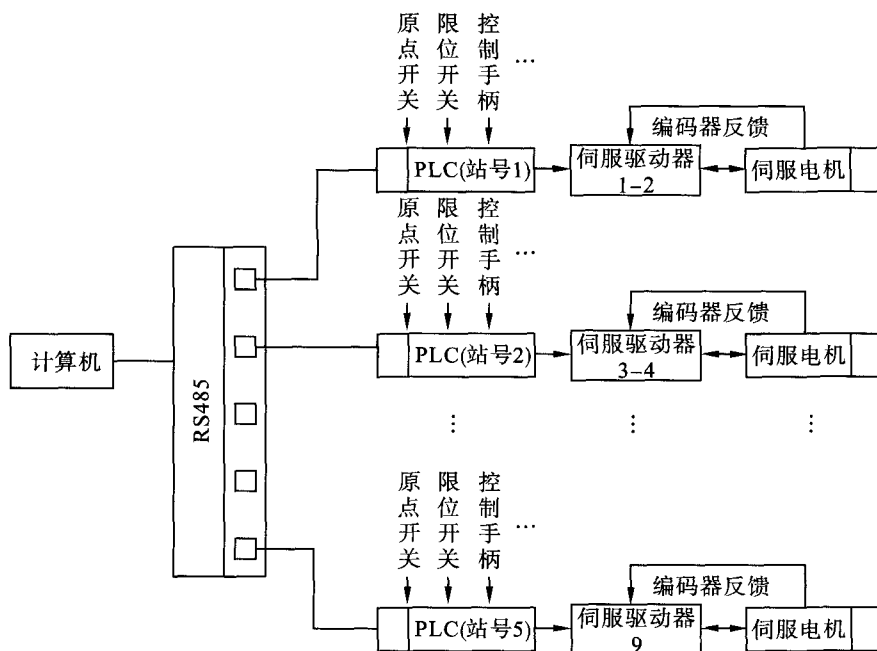 原点开关 限位开关 控制手柄 …
编码器反馈
PLC(站号1) 伺服驱动器 伺服电机
1-2
原点开关 限位开关 控制手柄 …
编码器反馈
计算机 RS485 PLC(站号2) 伺服驱动器 伺服电机
3-4
⋮ ⋮ ⋮
原点开关 限位开关 控制手柄 …
编码器反馈
PLC(站号5) 伺服驱动器 伺服电机
9